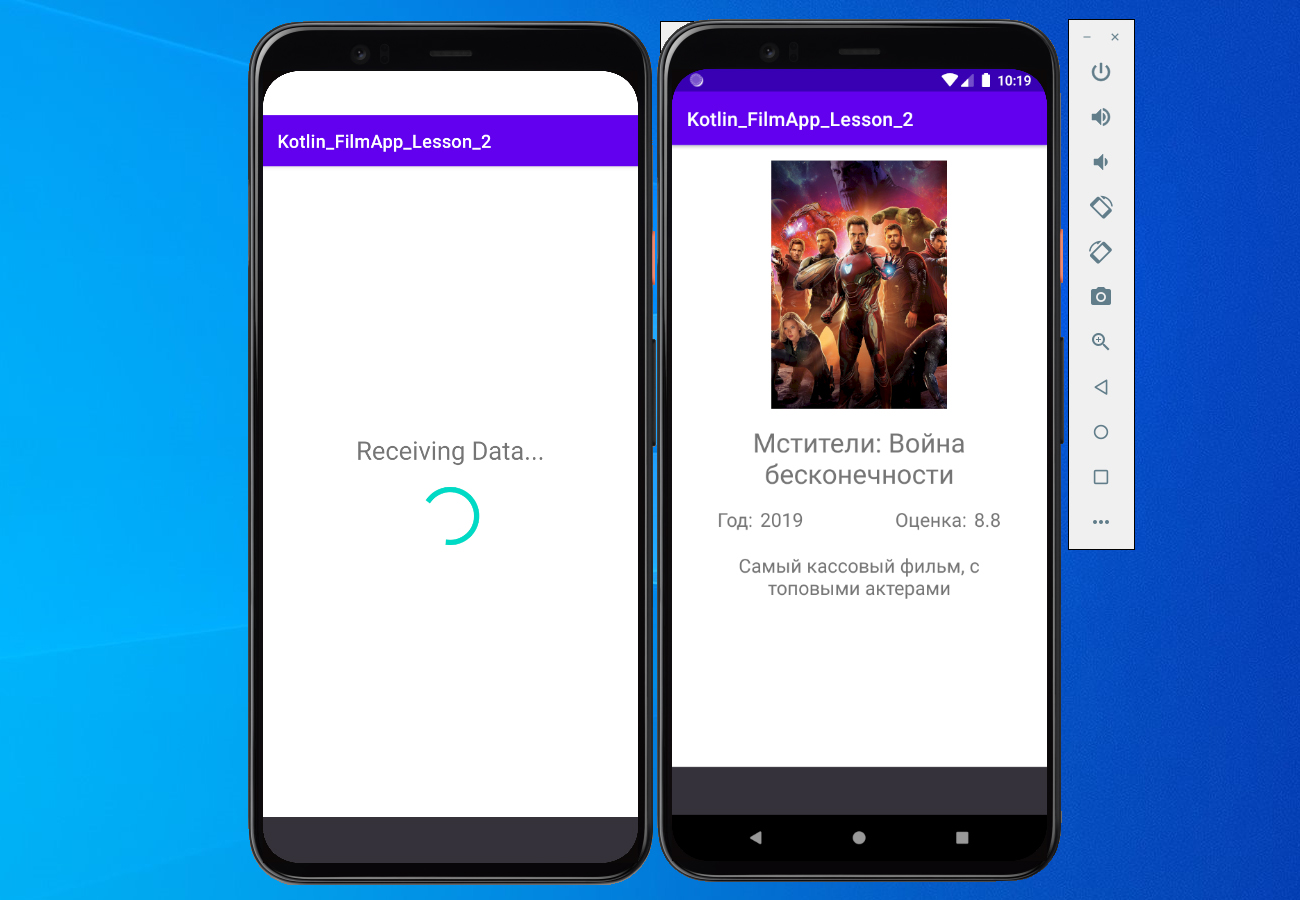 Kotlin_FilmApp_Lesson_2
Receiving Data...
10:19
Kotlin_FilmApp_Lesson_2
Мстители: Война
бесконечности
Год: 2019 Оценка: 8.8
Самый кассовый фильм, с
топовыми актерами